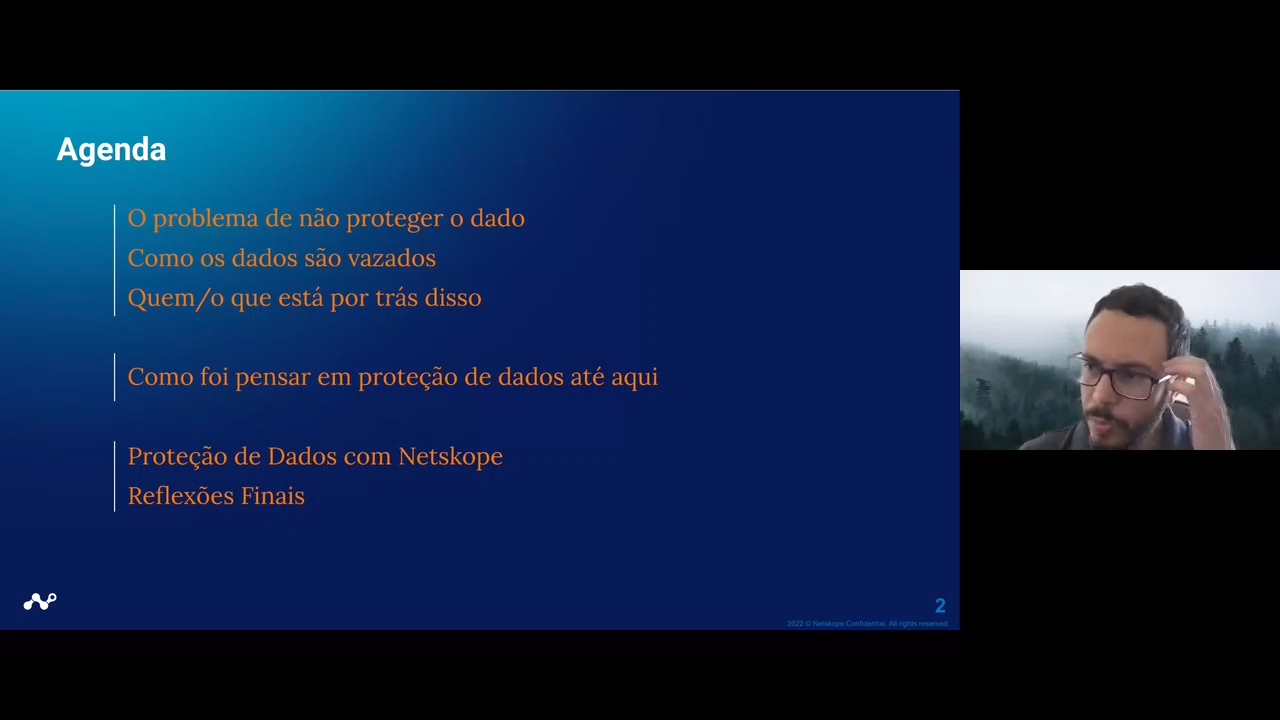 Agenda
O problema de não proteger o dado
Como os dados são vazados
Quem/o que está por trás disso
Como foi pensar em proteção de dados até aqui
Proteção de Dados com Netskope
Reflexões Finais
2
2022 © Netskope Confidential. All rights reserved.